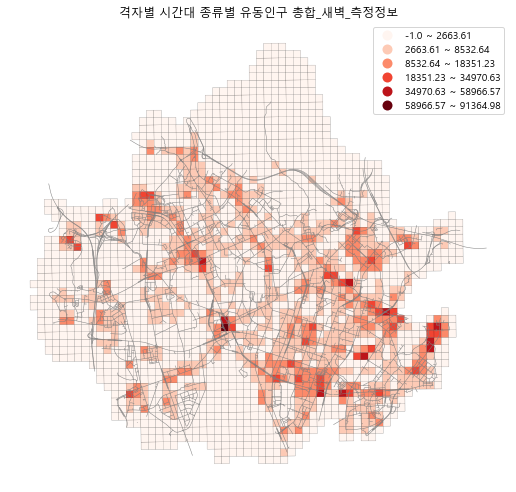 격자별 시간대 종류별 유동인구 총합_새벽_측정정보
-1.0 ~ 2663.61
2663.61 ~ 8532.64
8532.64 ~ 18351.23
18351.23 ~ 34970.63
34970.63 ~ 58966.57
58966.57 ~ 91364.98